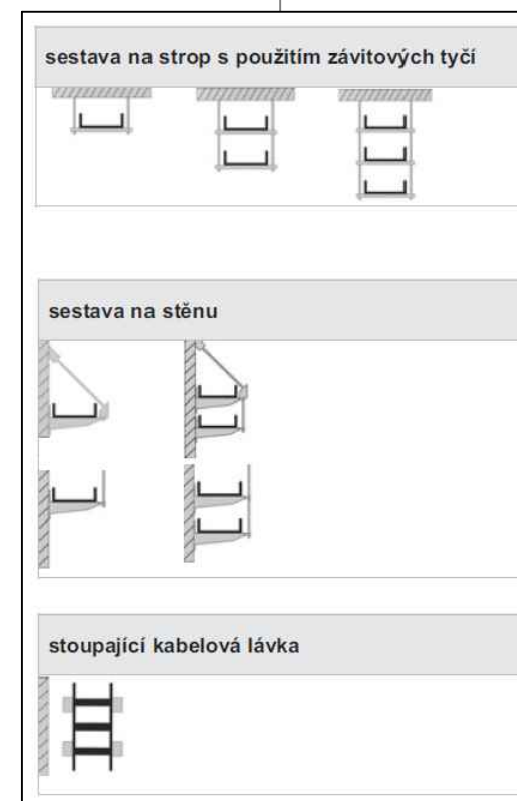 sestava na strop s použitím závitových tyčí
sestava na stěnu
stoupající kabelová lávka